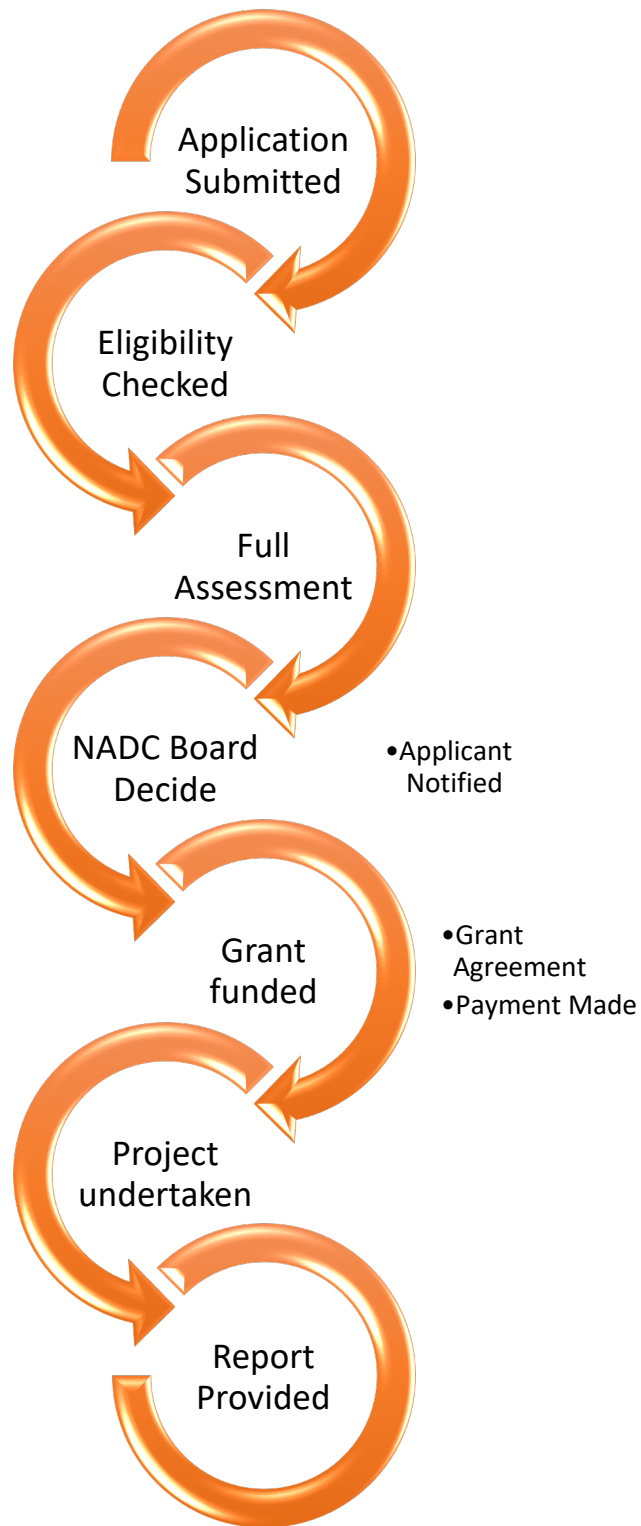 Application
Submitted
Eligibility
Checked
Full
Assessment
NADC Board
Decide
•Applicant
Notified
Grant
funded
•Grant
Agreement
•Payment Made
Project
undertaken
Report
Provided